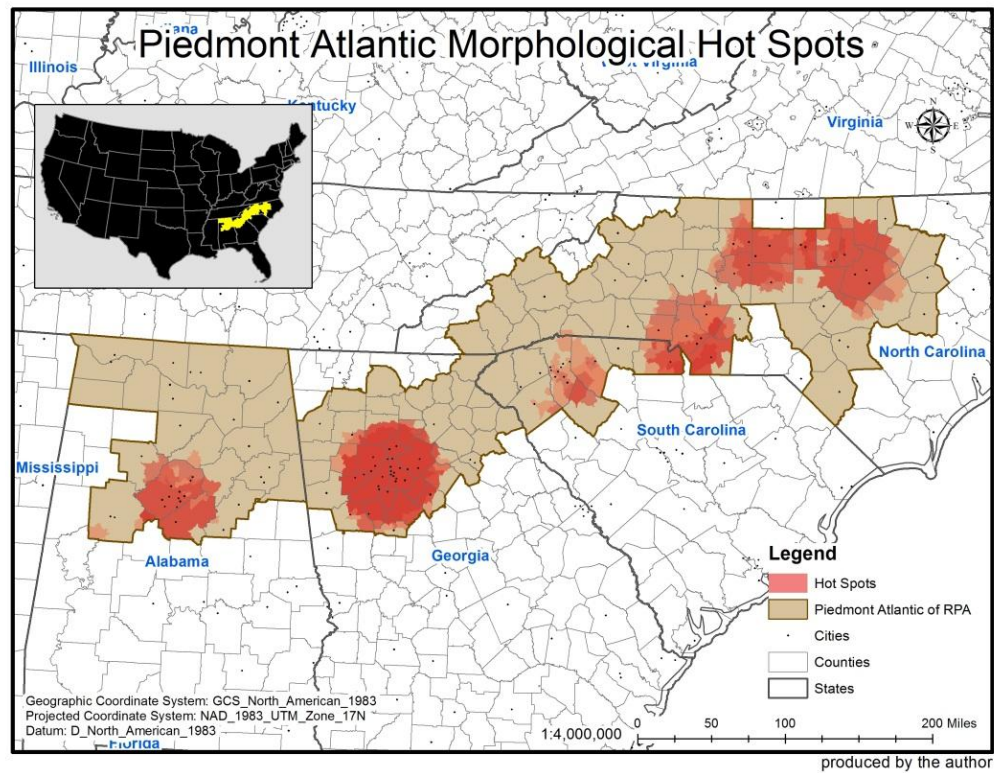 Piedmont Atlantic Morphological Hot Spots
Illinois
Virginia
N
W
E
S
North Carolina
South Carolina
Mississippi
Alabama
Georgia
Legend
Hot Spots
Piedmont Atlantic of RPA
Cities
Counties
States
Geographic Coordinate System: GCS_North_American_1983
Projected Coordinate System: NAD_1983_UTM_Zone_17N
Datum: D_North_American_1983
Florida
1:4,000,000
0 50 100 200 Miles
produced by the author